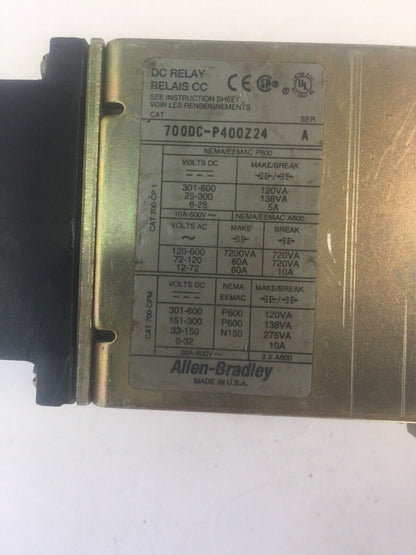 DC RELAY
RELAIS CC
SEE INSTRUCTION SHEET
VOIR LES RENSEIGNEMENTS
CAT SER
700DC-P400Z24 A
NEMA/EEMAC P600
VOLTS DC MAKE/BREAK
301-600 120VA
28-300 138VA
6-28 5A
CAT 700-CP 1
10A-600V~ NEMA/EEMAC A600
VOLTS AC MAKE BREAK
120-600 7200VA 720VA
72-120 60A 720VA
12-72 60A 10A
VOLTS DC NEMA EEMAC MAKE/BREAK
301-600 P600 120VA
151-300 P600 138VA
33-150 N150 275VA
6-32 10A
CAT 700-CPM
20A-600V~ 2 X A600
Allen-Bradley
MADE IN U.S.A.